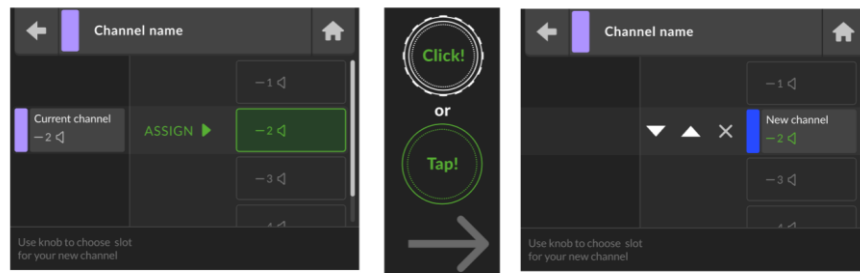 Channel name
— 1
Current channel
— 2
ASSIGN
— 2
— 3
Use knob to choose slot
for your new channel
Click!
or
Tap!
Channel name
— 1
New channel
— 2
— 3
Use knob to choose slot
for your new channel